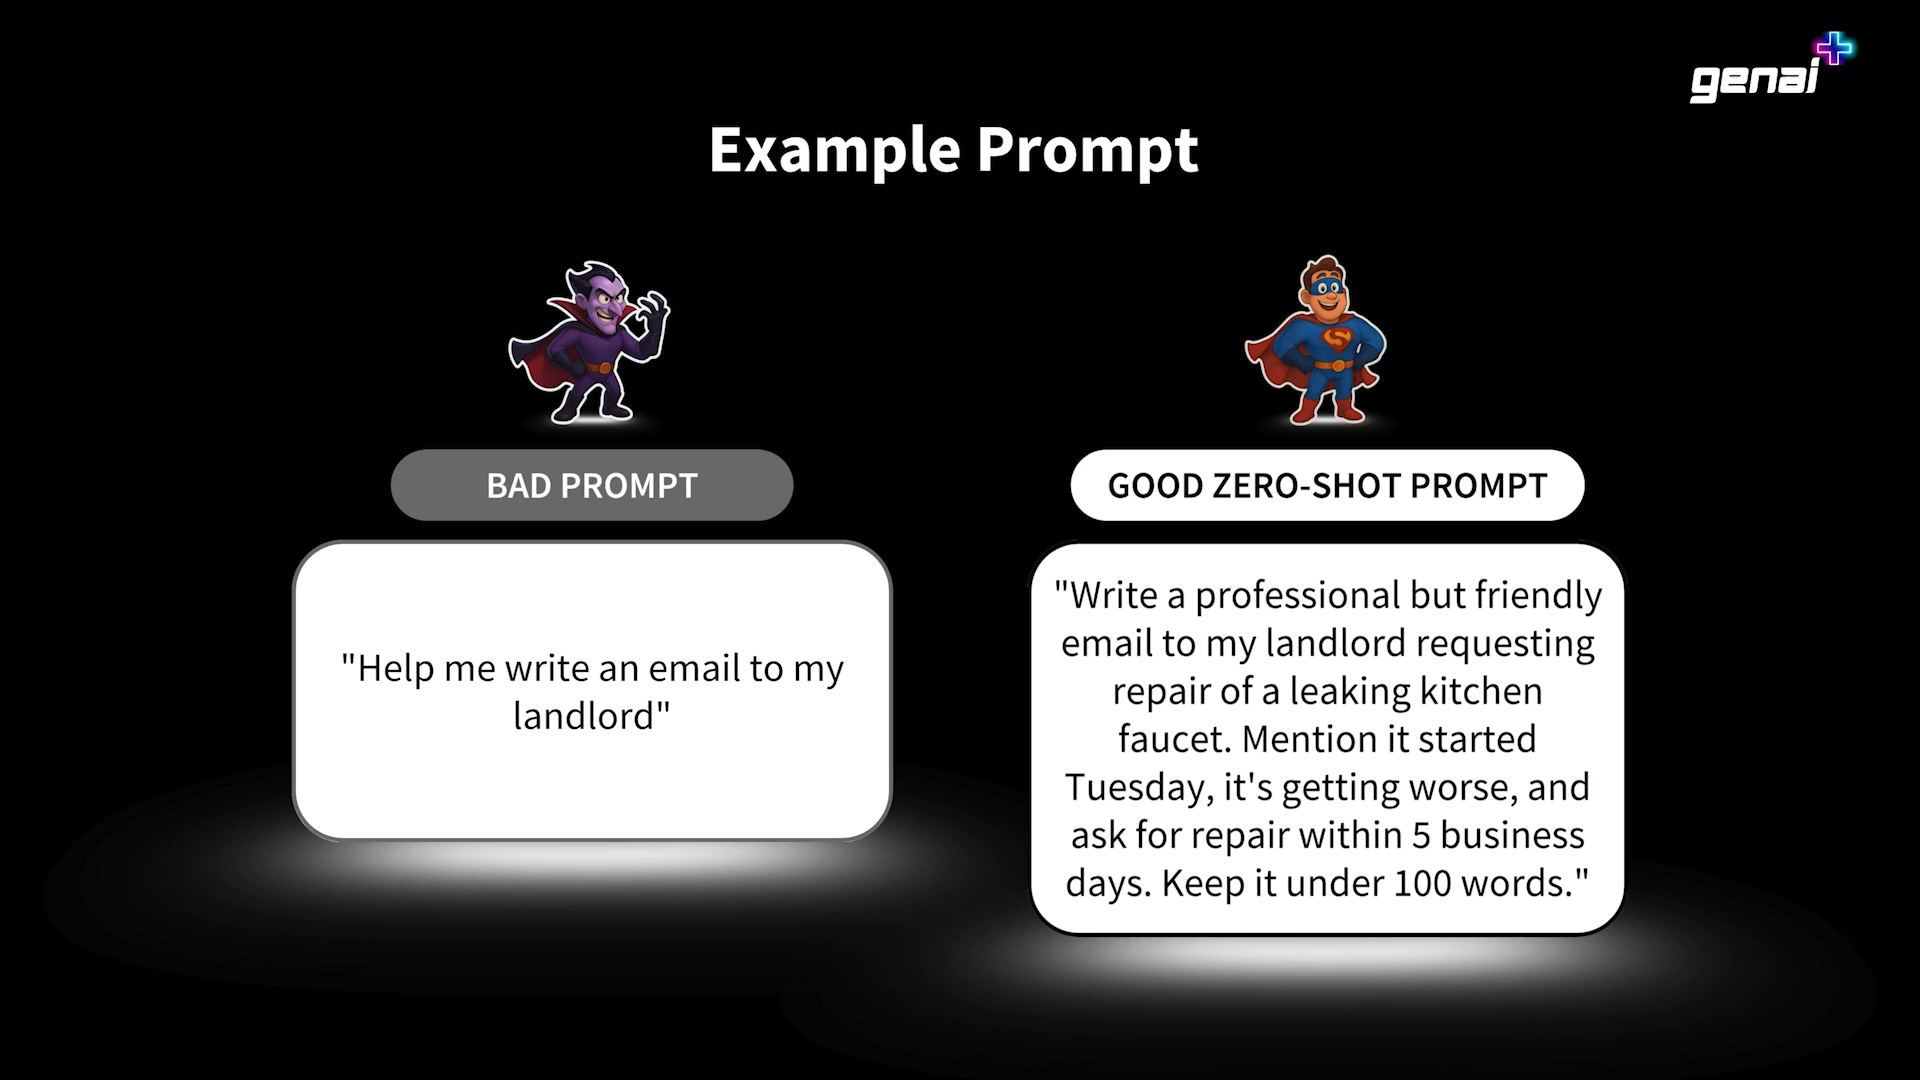 genai
Example Prompt
BAD PROMPT
"Help me write an email to my
landlord"
GOOD ZERO-SHOT PROMPT
"Write a professional but friendly
email to my landlord requesting
repair of a leaking kitchen
faucet. Mention it started
Tuesday, it's getting worse, and
ask for repair within 5 business
days. Keep it under 100 words."
S